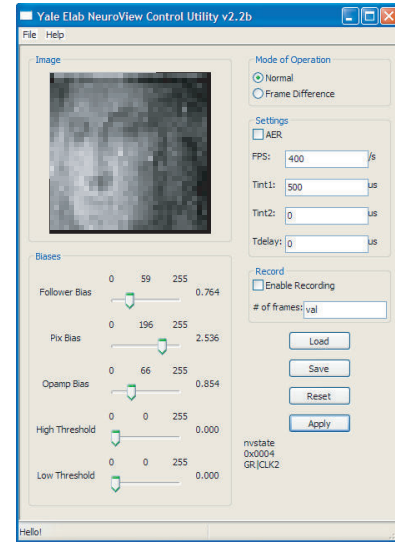 Yale Elab NeuroView Control Utility v2.2b
File Help
Image
Mode of Operation
Normal
Frame Difference
Settings
AER
FPS: 400 /s
Tint1: 500 us
Tint2: 0 us
Tdelay: 0 us
Biases
0 59 255
Follower Bias 0.764
0 196 255
Pix Bias 2.536
0 66 255
Opamp Bias 0.854
0 0 255
High Threshold 0.000
0 0 255
Low Threshold 0.000
Record
Enable Recording
# of frames: val
Load
Save
Reset
Apply
nvstate
0x0004
GR|CLK2
Hello!